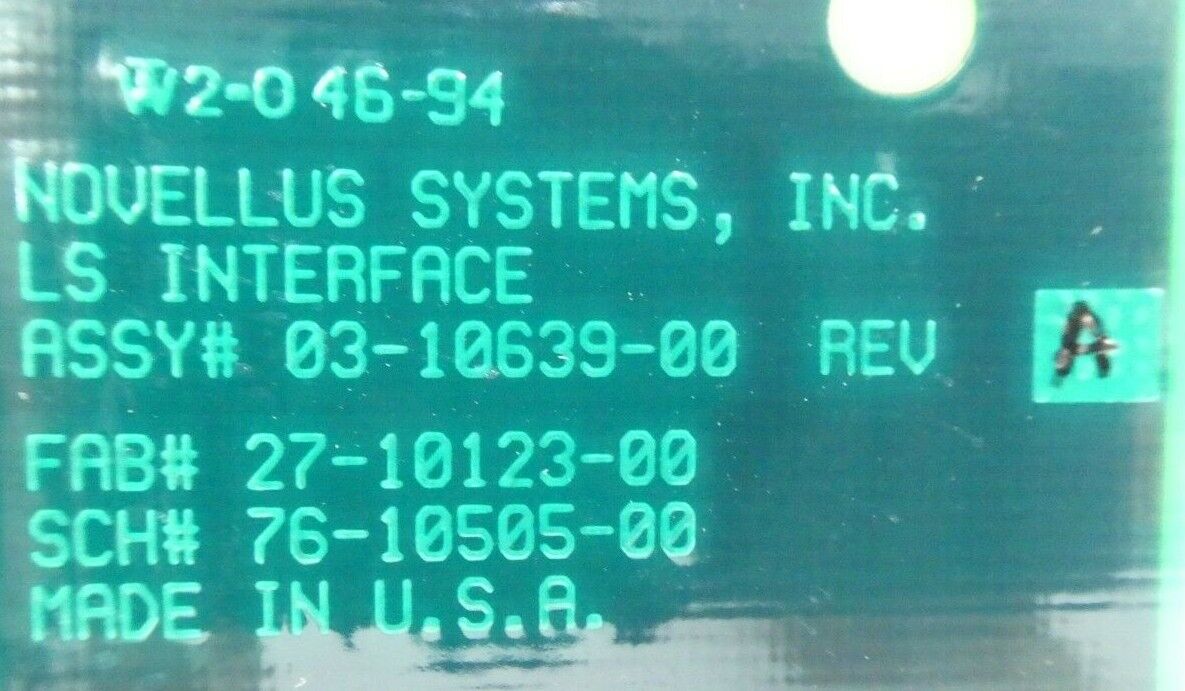 W2-0 46-94
NOVELLUS SYSTEMS, INC.
LS INTERFACE
ASSY# 03-10639-00 REV A
FAB# 27-10123-00
SCH# 76-10505-00
MADE IN U.S.A.